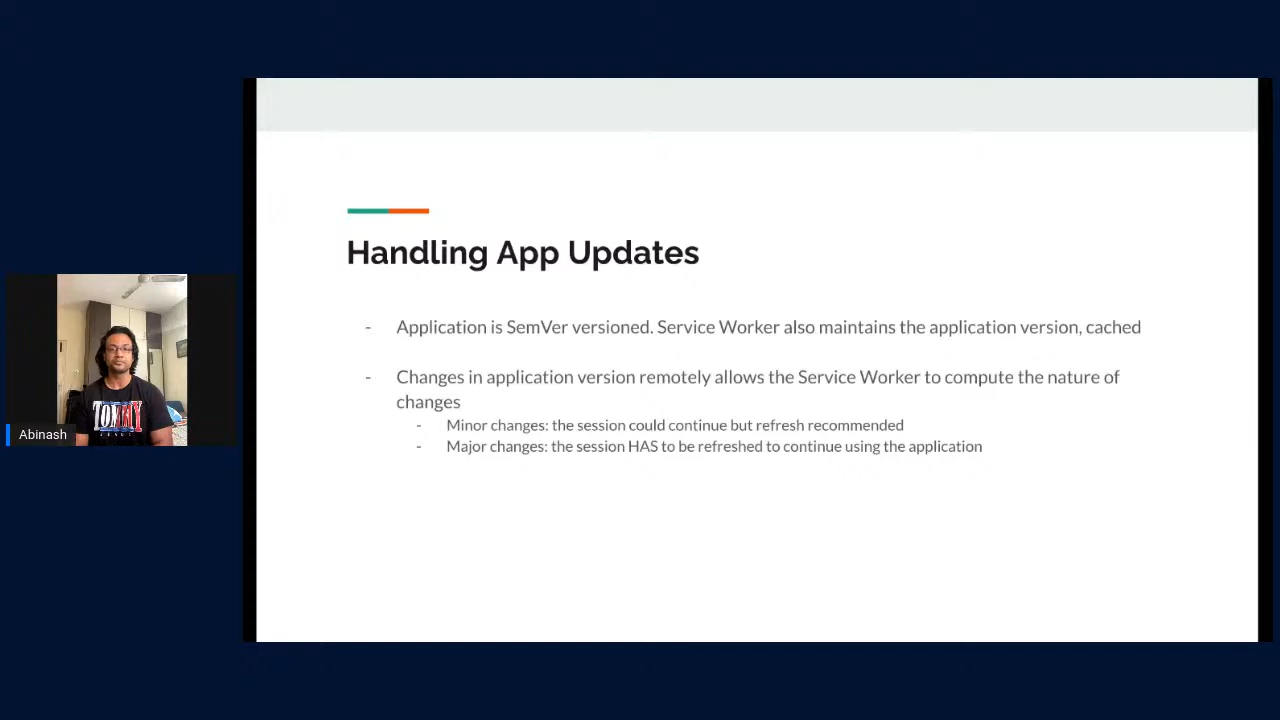 Handling App Updates
- Application is SemVer versioned. Service Worker also maintains the application version, cached
- Changes in application version remotely allows the Service Worker to compute the nature of
changes
- Minor changes: the session could continue but refresh recommended
- Major changes: the session HAS to be refreshed to continue using the application
TOMMY
Abinash